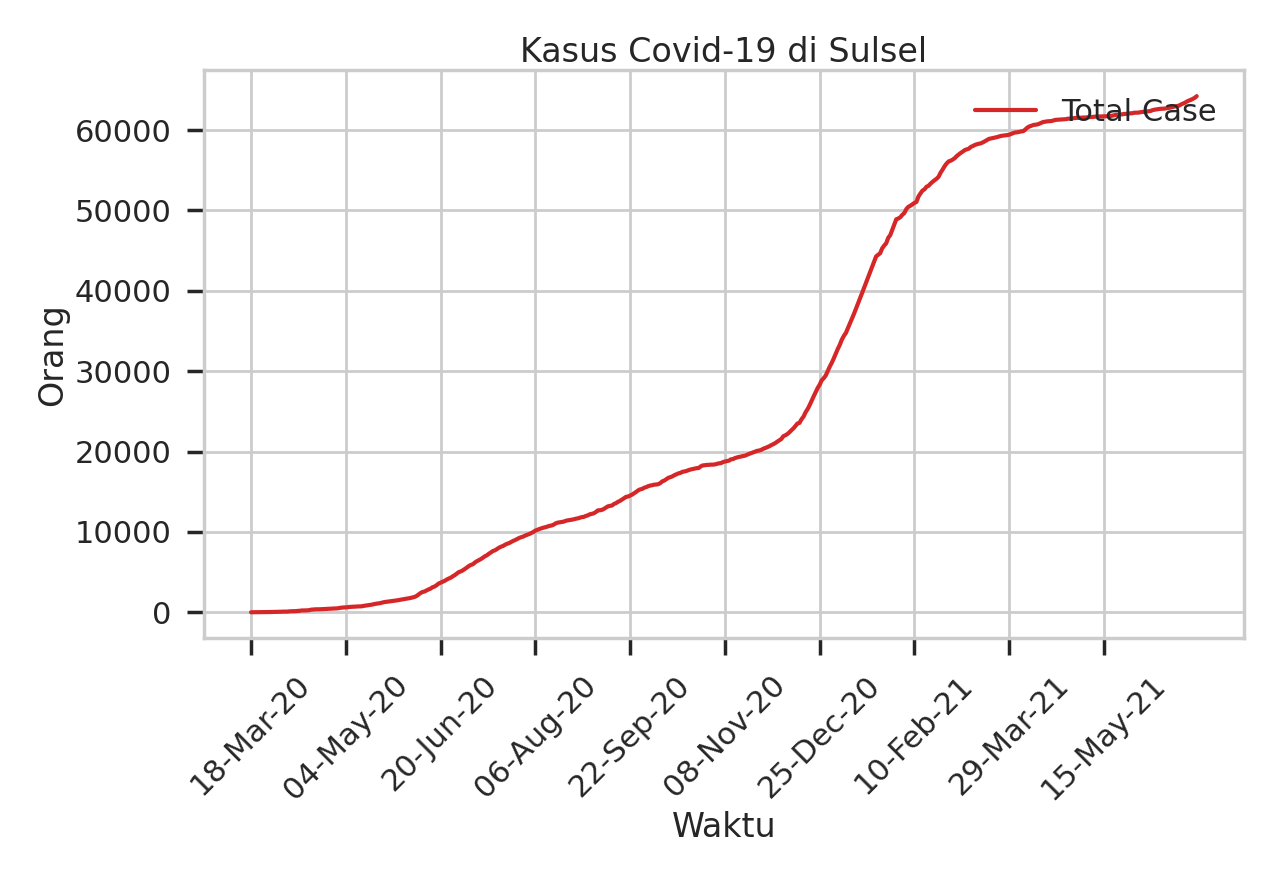 Kasus Covid-19 di Sulsel
Total Case
Orang
60000
50000
40000
30000
20000
10000
0
18-Mar-20
04-May-20
20-Jun-20
06-Aug-20
22-Sep-20
08-Nov-20
25-Dec-20
10-Feb-21
29-Mar-21
15-May-21
Waktu